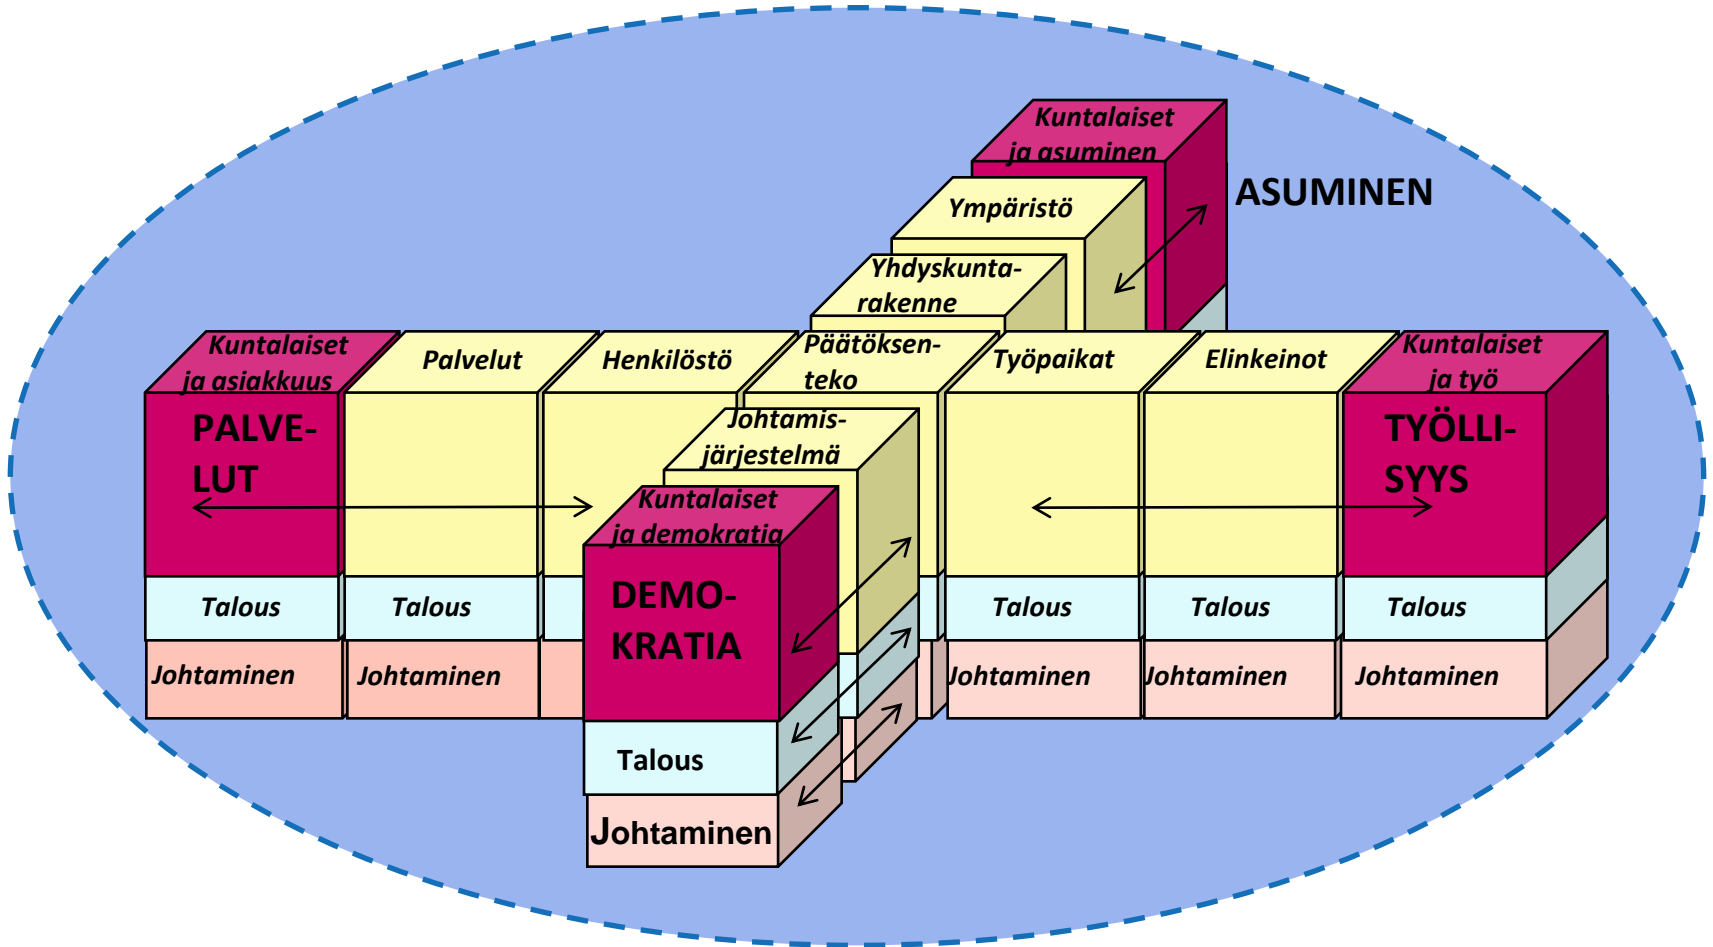 Kuntalaiset
ja asuminen
ASUMINEN
Ympäristö
Yhdyskunta-
rakenne
Kuntalaiset
ja asiakkuus
Palvelut
Henkilöstö
Päätöksen-
teko
Työpaikat
Elinkeinot
Kuntalaiset
ja työ
PALVE-
LUT
Johtamis-
järjestelmä
TYÖLLI-
SYYS
Kuntalaiset
ja demokratia
DEMO-
KRATIA
Talous
Talous
Talous
Talous
Talous
Johtaminen
Johtaminen
Johtaminen
Johtaminen
Johtaminen
Talous
Johtaminen